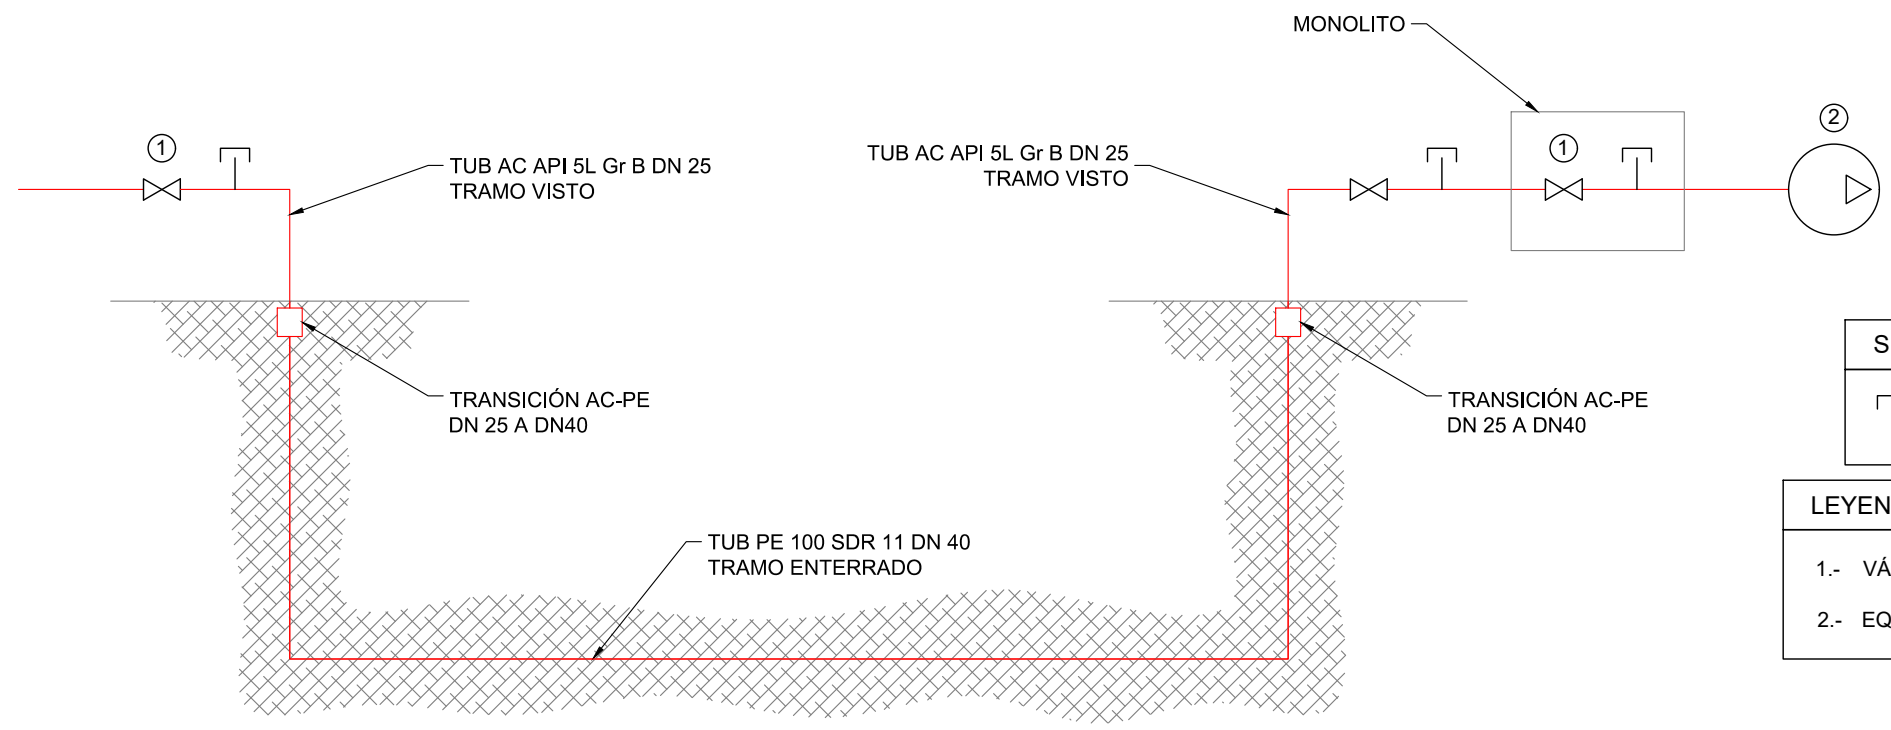 MONOLITO
1
TUB AC API 5L Gr B DN 25
TRAMO VISTO
TUB AC API 5L Gr B DN 25
TRAMO VISTO
1
2
TRANSICIÓN AC-PE
DN 25 A DN40
TRANSICIÓN AC-PE
DN 25 A DN40
TUB PE 100 SDR 11 DN 40
TRAMO ENTERRADO
S
LEYEN
1.- VÁ
2.- EQ